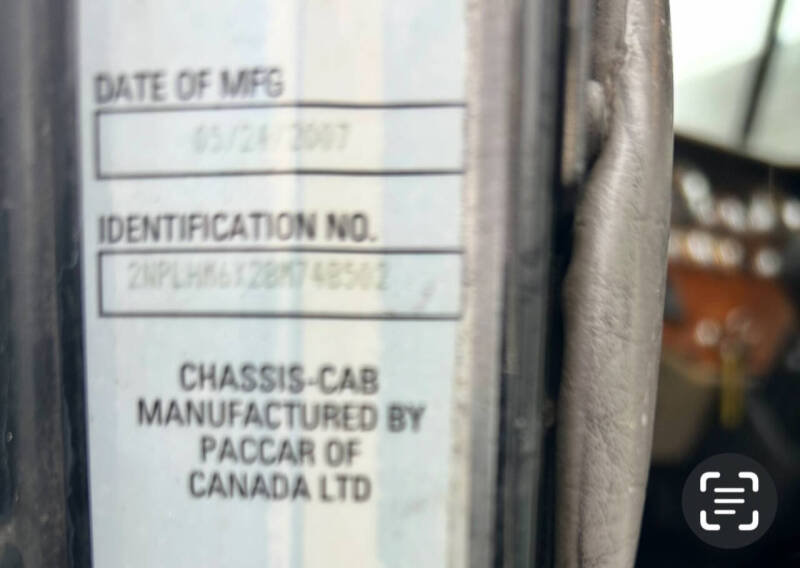 DATE OF MFG
05/24/2007
IDENTIFICATION NO.
CHASSIS-CAB
MANUFACTURED BY
PACCAR OF
CANADA LTD